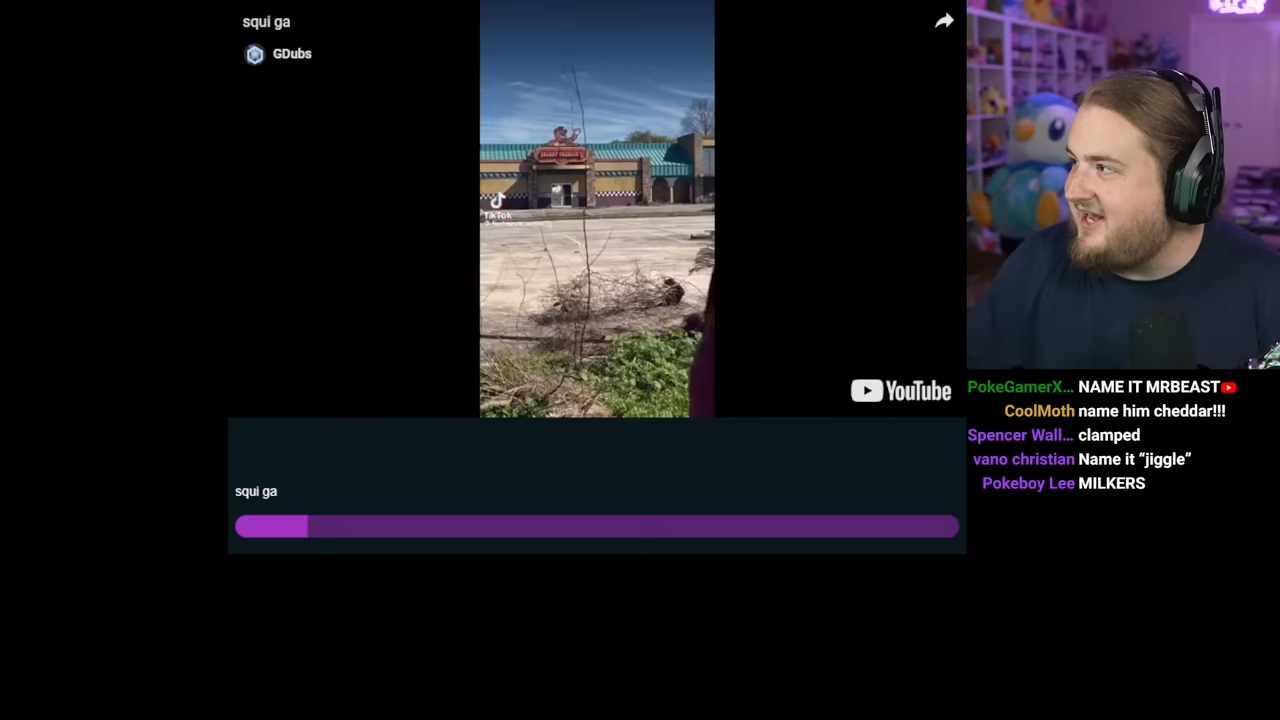 squi ga
GDubs
TikTok
YouTube
squi ga
PokeGamerX... NAME IT MRBEAST
CoolMoth name him cheddar!!!
Spencer Wall... clamped
vano christian Name it “jiggle”
Pokeboy Lee MILKERS